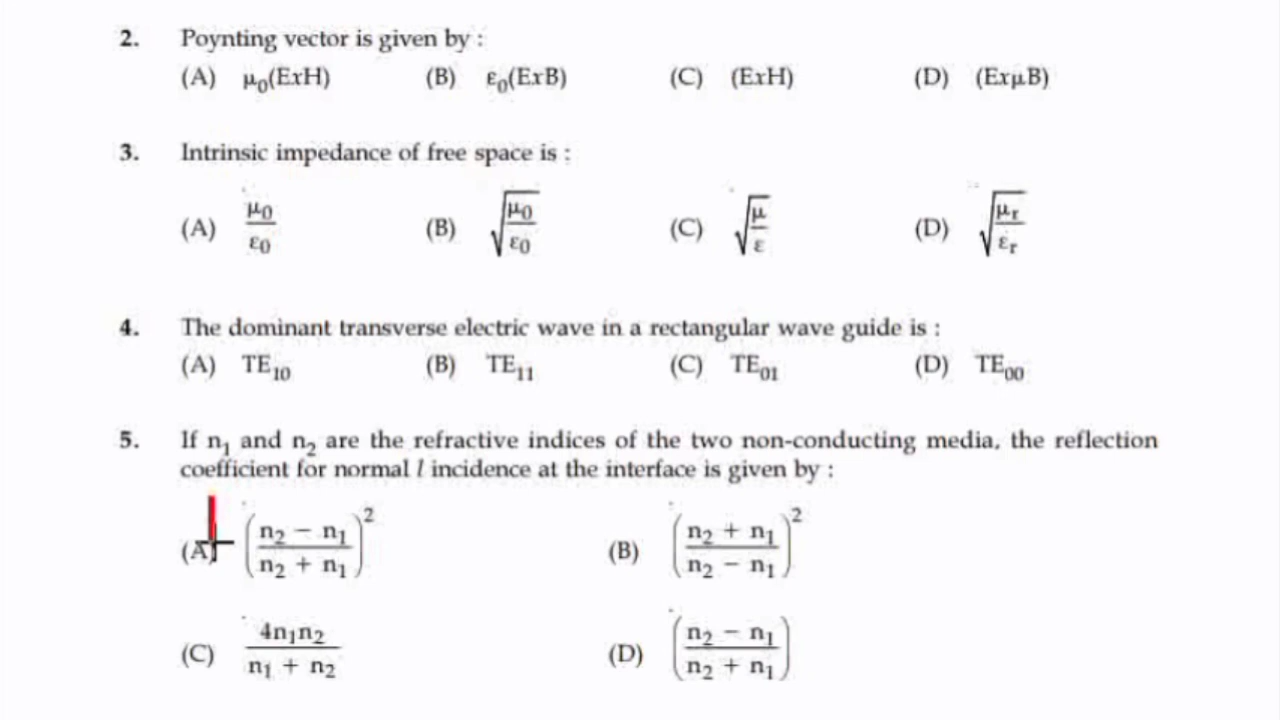 2. Poynting vector is given by :
(A) μ₀(ExH) (B) ε₀(ExB) (C) (ExH) (D) (ExμB)
3. Intrinsic impedance of free space is :
(A) μ₀/ε₀ (B) √(μ₀/ε₀) (C) √(μ/ε) (D) √(μᵣ/εᵣ)
4. The dominant transverse electric wave in a rectangular wave guide is :
(A) TE₁₀ (B) TE₁₁ (C) TE₀₁ (D) TE₀₀
5. If n₁ and n₂ are the refractive indices of the two non-conducting media, the reflection
coefficient for normal l incidence at the interface is given by :
(A) ((n₂ − n₁)/(n₂ + n₁))² (B) ((n₂ + n₁)/(n₂ − n₁))²
(C) 4n₁n₂/(n₁ + n₂) (D) ((n₂ − n₁)/(n₂ + n₁))